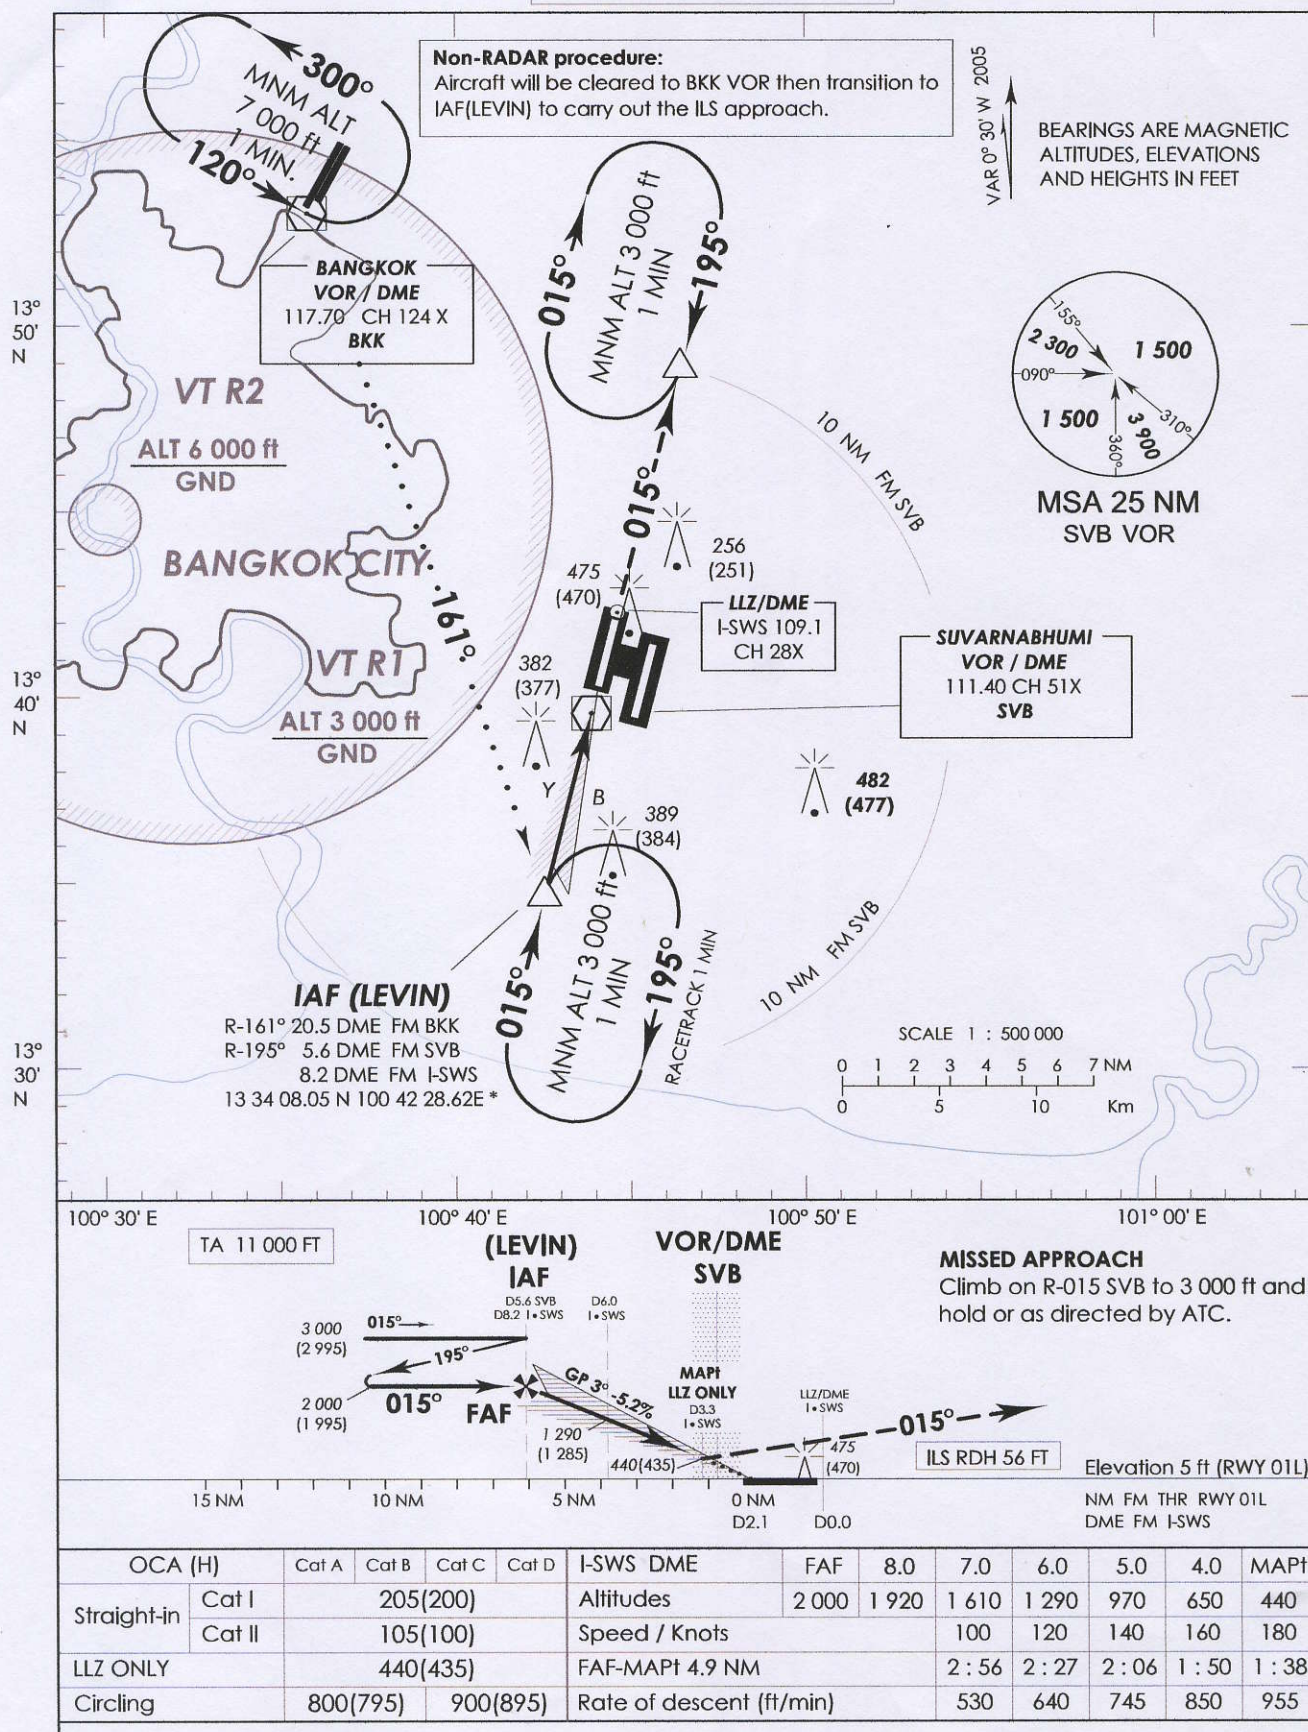 Non-RADAR procedure:
Aircraft will be cleared to BKK VOR then transition to
IAF(LEVIN) to carry out the ILS approach.
VAR 0° 30' W 2005
BEARINGS ARE MAGNETIC
ALTITUDES, ELEVATIONS
AND HEIGHTS IN FEET
300°
MNM ALT
7 000 ft
1 MIN.
120°
BANGKOK
VOR / DME
117.70 CH 124 X
BKK
015°
MNM ALT 3 000 ft
1 MIN
195°
13°
50'
N
155°
2 300
1 500
090°
1 500
3 900
310°
360°
MSA 25 NM
SVB VOR
VT R2
ALT 6 000 ft
GND
10 NM FM SVB
015°
256
(251)
BANGKOK CITY
475
(470)
161°
LLZ/DME
I-SWS 109.1
CH 28X
SUVARNABHUMI
VOR / DME
111.40 CH 51X
SVB
VT R1
382
(377)
13°
40'
N
ALT 3 000 ft
GND
Y
B
482
(477)
389
(384)
10 NM FM SVB
015°
MNM ALT 3 000 ft
1 MIN
195°
RACETRACK 1 MIN
IAF (LEVIN)
R-161° 20.5 DME FM BKK
R-195° 5.6 DME FM SVB
8.2 DME FM I-SWS
13 34 08.05 N 100 42 28.62E *
13°
30'
N
SCALE 1 : 500 000
0 1 2 3 4 5 6 7 NM
0 5 10 Km
100° 30' E 100° 40' E 100° 50' E 101° 00' E
TA 11 000 FT
(LEVIN)
IAF
D5.6 SVB
D8.2 I•SWS
D6.0
I•SWS
VOR/DME
SVB
MISSED APPROACH
Climb on R-015 SVB to 3 000 ft and
hold or as directed by ATC.
3 000
(2 995)
015°
195°
2 000
(1 995)
015°
FAF
GP 3° -5.2%
1 290
(1 285)
MAPt
LLZ ONLY
D3.3
I•SWS
440(435)
LLZ/DME
I•SWS
475
(470)
015°
ILS RDH 56 FT
Elevation 5 ft (RWY 01L)
15 NM 10 NM 5 NM 0 NM
D2.1 D0.0
NM FM THR RWY 01L
DME FM I-SWS
OCA (H) Cat A Cat B Cat C Cat D I-SWS DME FAF 8.0 7.0 6.0 5.0 4.0 MAPt
Straight-in Cat I 205(200) Altitudes 2 000 1 920 1 610 1 290 970 650 440
Cat II 105(100) Speed / Knots 100 120 140 160 180
LLZ ONLY 440(435) FAF-MAPt 4.9 NM 2 : 56 2 : 27 2 : 06 1 : 50 1 : 38
Circling 800(795) 900(895) Rate of descent (ft/min) 530 640 745 850 955